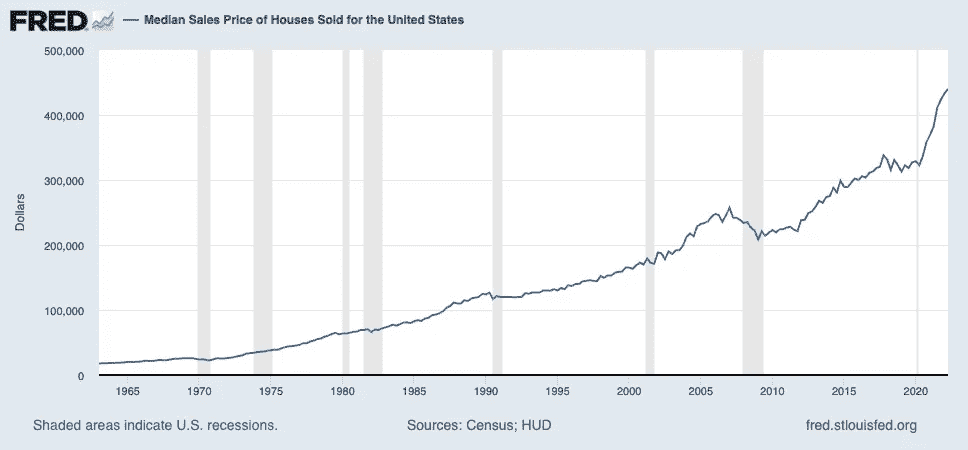 FRED Median Sales Price of Houses Sold for the United States
500,000
400,000
300,000
200,000
100,000
0
Dollars
1965 1970 1975 1980 1985 1990 1995 2000 2005 2010 2015 2020
Shaded areas indicate U.S. recessions. Sources: Census; HUD fred.stlouisfed.org